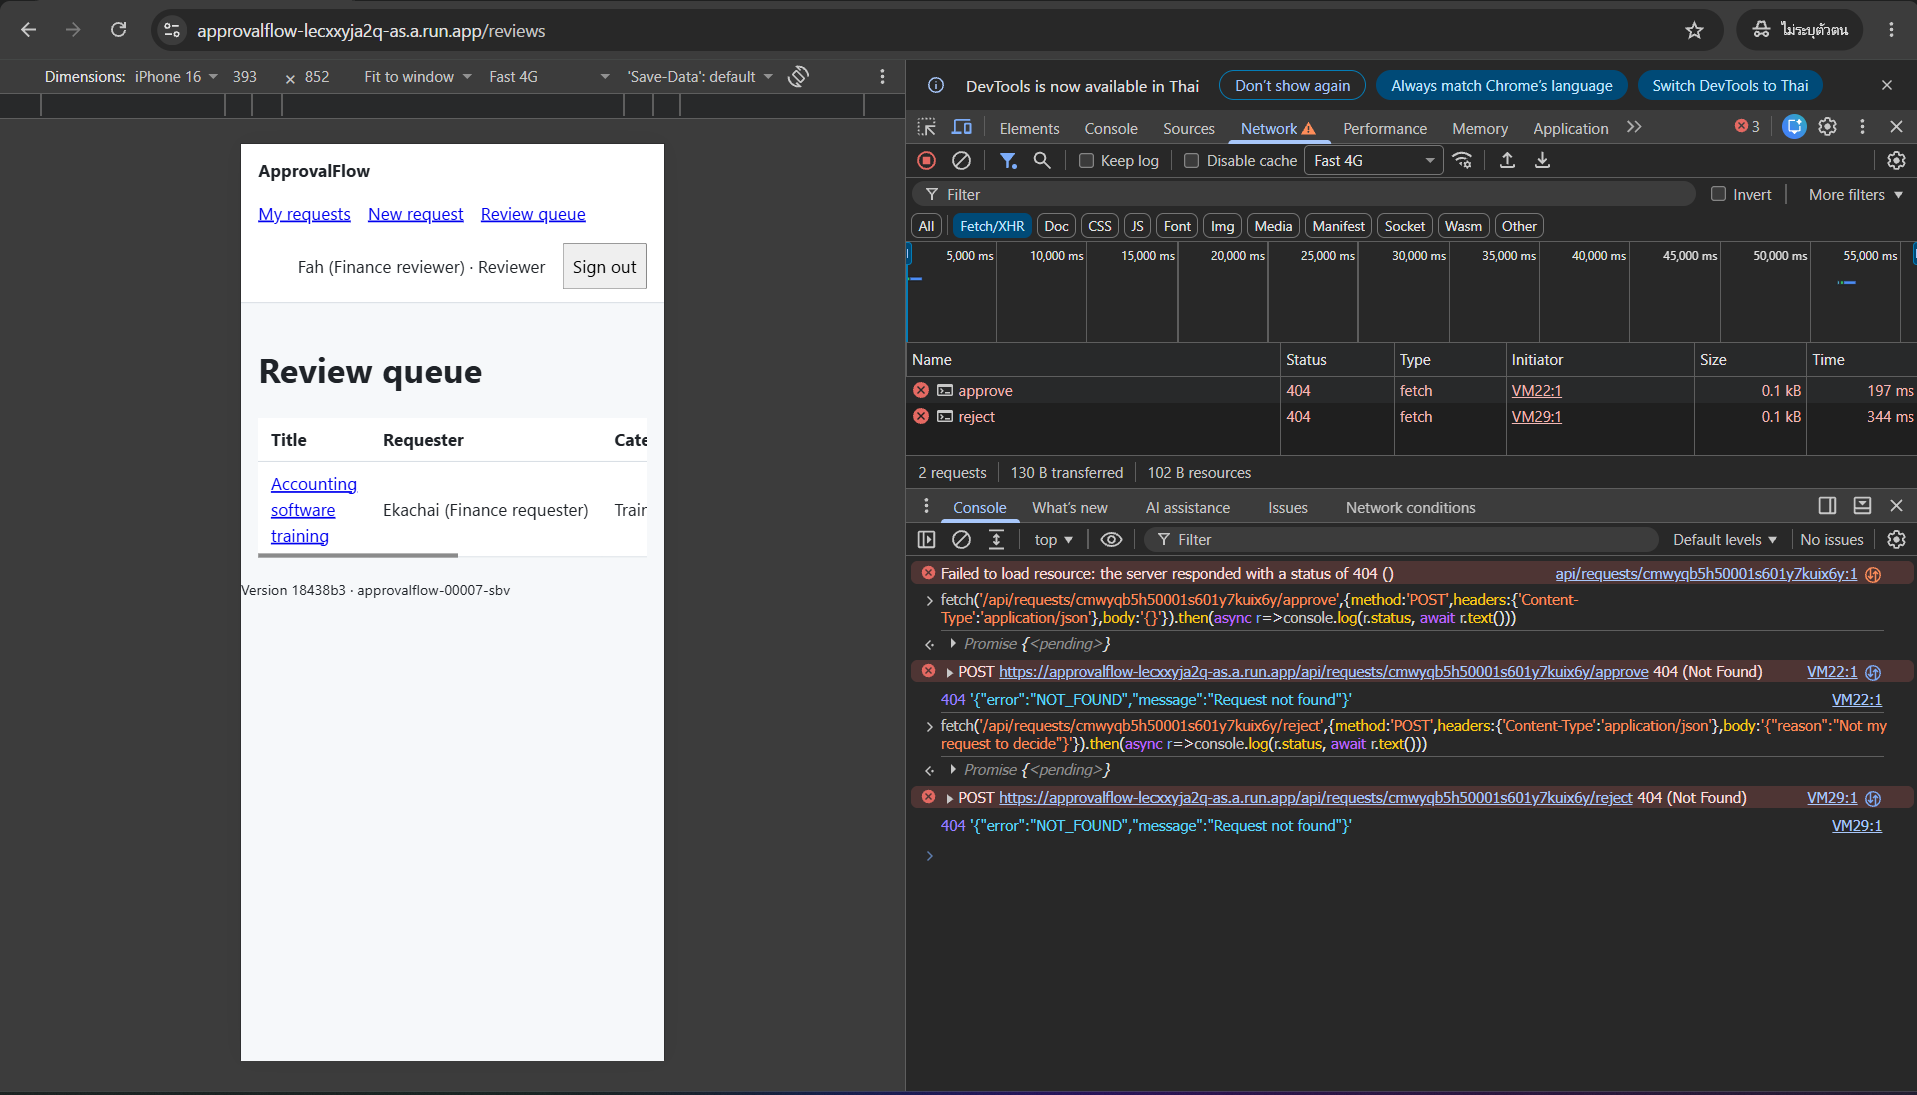 approvalflow-lecxxyja2q-as.a.run.app/reviews
ไม่ระบุตัวตน
Dimensions: iPhone 16 393 × 852 Fit to window Fast 4G 'Save-Data': default
ApprovalFlow
My requests New request Review queue
Fah (Finance reviewer) · Reviewer Sign out
Review queue
Title Requester Cate
Accounting software training Ekachai (Finance requester) Train
Version 18438b3 · approvalflow-00007-sbv
DevTools is now available in Thai Don't show again Always match Chrome's language Switch DevTools to Thai
Elements Console Sources Network Performance Memory Application 3
Keep log Disable cache Fast 4G
Filter Invert More filters
All Fetch/XHR Doc CSS JS Font Img Media Manifest Socket Wasm Other
5,000 ms 10,000 ms 15,000 ms 20,000 ms 25,000 ms 30,000 ms 35,000 ms 40,000 ms 45,000 ms 50,000 ms 55,000 ms
Name Status Type Initiator Size Time
approve 404 fetch VM22:1 0.1 kB 197 ms
reject 404 fetch VM29:1 0.1 kB 344 ms
2 requests 130 B transferred 102 B resources
Console What's new AI assistance Issues Network conditions
top Filter Default levels No issues
Failed to load resource: the server responded with a status of 404 () api/requests/cmwyqb5h50001s601y7kuix6y:1
fetch('/api/requests/cmwyqb5h50001s601y7kuix6y/approve',{method:'POST',headers:{'Content-
Type':'application/json'},body:'{}'}).then(async r=>console.log(r.status, await r.text()))
Promise {<pending>}
POST https://approvalflow-lecxxyja2q-as.a.run.app/api/requests/cmwyqb5h50001s601y7kuix6y/approve 404 (Not Found) VM22:1
404 '{"error":"NOT_FOUND","message":"Request not found"}' VM22:1
fetch('/api/requests/cmwyqb5h50001s601y7kuix6y/reject',{method:'POST',headers:{'Content-Type':'application/json'},body:'{"reason":"Not my
request to decide"}'}).then(async r=>console.log(r.status, await r.text()))
Promise {<pending>}
POST https://approvalflow-lecxxyja2q-as.a.run.app/api/requests/cmwyqb5h50001s601y7kuix6y/reject 404 (Not Found) VM29:1
404 '{"error":"NOT_FOUND","message":"Request not found"}' VM29:1